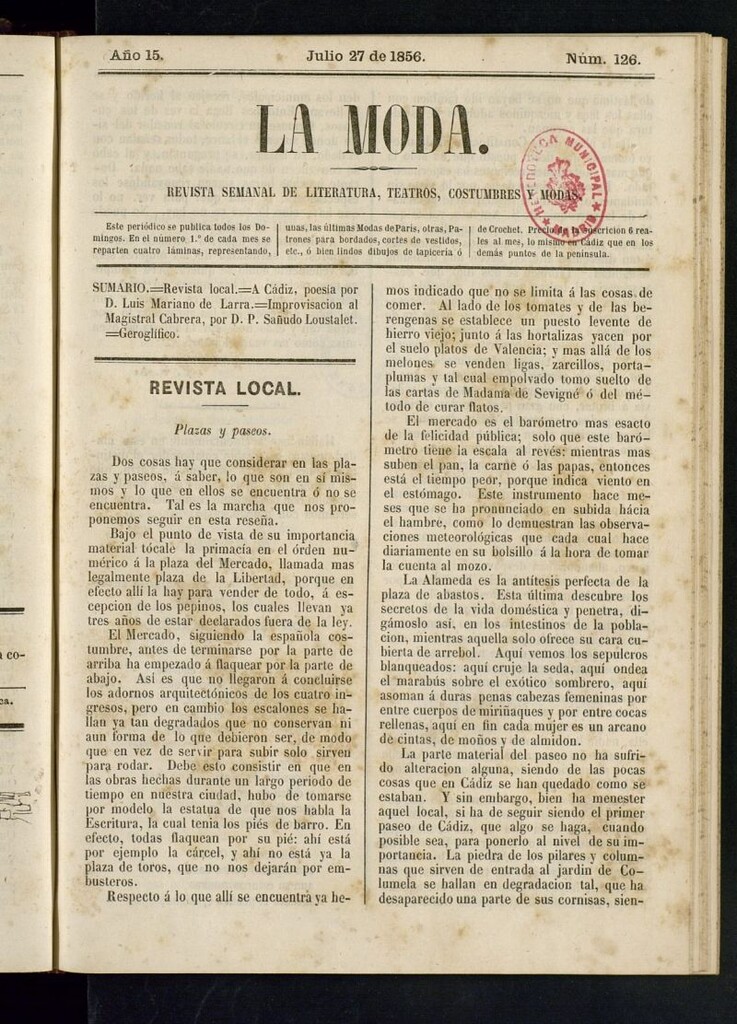 Año 15.
Julio 27 de 1856.
Núm. 126.
LA MODA.
REVISTA SEMANAL DE LITERATURA, TEATROS, COSTUMBRES Y MODAS.
HEMEROTECA MUNICIPAL
Este periódico se publica todos los Do-
mingos. En el número 1.º de cada mes se
reparten cuatro láminas, representando,
unas, las últimas Modas de Paris, otras, Pa-
trones para bordados, cortes de vestidos,
etc., ó bien lindos dibujos de tapiceria ó
de Crochet. Precio de la suscricion 6 rea-
les al mes, lo mismo en Cádiz que en los
demás puntos de la península.
SUMARIO.=Revista local.=A Cádiz, poesía por
D. Luis Mariano de Larra.=Improvisacion al
Magistral Cabrera, por D. P. Sañudo Loustalet.
=Geroglífico.
REVISTA LOCAL.
Plazas y paseos.
Dos cosas hay que considerar en las pla-
zas y paseos, á saber, lo que son en sí mis-
mos y lo que en ellos se encuentra ó no se
encuentra. Tal es la marcha que nos pro-
ponemos seguir en esta reseña.
Bajo el punto de vista de su importancia
material tócale la primacía en el órden nu-
mérico á la plaza del Mercado, llamada mas
legalmente plaza de la Libertad, porque en
efecto allí la hay para vender de todo, á es-
cepcion de los pepinos, los cuales llevan ya
tres años de estar declarados fuera de la ley.
El Mercado, siguiendo la española cos-
tumbre, antes de terminarse por la parte de
arriba ha empezado á flaquear por la parte de
abajo. Asi es que no llegaron á concluirse
los adornos arquitectónicos de los cuatro in-
gresos, pero en cambio los escalones se ha-
llan ya tan degradados que no conservan ni
aun forma de lo que debieron ser, de modo
que en vez de servir para subir solo sirven
para rodar. Debe esto consistir en que en
las obras hechas durante un largo periodo de
tiempo en nuestra ciudad, hubo de tomarse
por modelo la estatua de que nos habla la
Escritura, la cual tenia los piés de barro. En
efecto, todas flaquean por su pié: ahí está
por ejemplo la cárcel, y ahí no está ya la
plaza de toros, que no nos dejarán por em-
busteros.
Respecto á lo que allí se encuentra ya he-
mos indicado que no se limita á las cosas de
comer. Al lado de los tomates y de las be-
rengenas se establece un puesto levente de
hierro viejo; junto á las hortalizas yacen por
el suelo platos de Valencia; y mas allá de los
melones se venden ligas, zarcillos, porta-
plumas y tal cual empolvado tomo suelto de
las cartas de Madama de Sevigné ó del mé-
todo de curar flatos.
El mercado es el barómetro mas esacto
de la felicidad pública; solo que este baró-
metro tiene la escala al revés: mientras mas
suben el pan, la carne ó las papas, entonces
está el tiempo peor, porque indica viento en
el estómago. Este instrumento hace me-
ses que se ha pronunciado en subida hácia
el hambre, como lo demuestran las observa-
ciones meteorológicas que cada cual hace
diariamente en su bolsillo á la hora de tomar
la cuenta al mozo.
La Alameda es la antítesis perfecta de la
plaza de abastos. Esta última descubre los
secretos de la vida doméstica y penetra, di-
gámoslo así, en los intestinos de la pobla-
cion, mientras aquella solo ofrece su cara cu-
bierta de arrebol. Aquí vemos los sepulcros
blanqueados: aquí cruje la seda, aquí ondea
el marabús sobre el exótico sombrero, aquí
asoman á duras penas cabezas femeninas por
entre cuerpos de miriñaques y por entre cocas
rellenas, aquí en fin cada mujer es un arcano
de cintas, de moños y de almidon.
La parte material del paseo no ha sufri-
do alteracion alguna, siendo de las pocas
cosas que en Cádiz se han quedado como se
estaban. Y sin embargo, bien ha menester
aquel local, si ha de seguir siendo el primer
paseo de Cádiz, que algo se haga, cuando
posible sea, para ponerlo al nivel de su im-
portancia. La piedra de los pilares y colum-
nas que sirven de entrada al jardin de Co-
lumela se hallan en degradacion tal, que ha
desaparecido una parte de sus cornisas, sien-